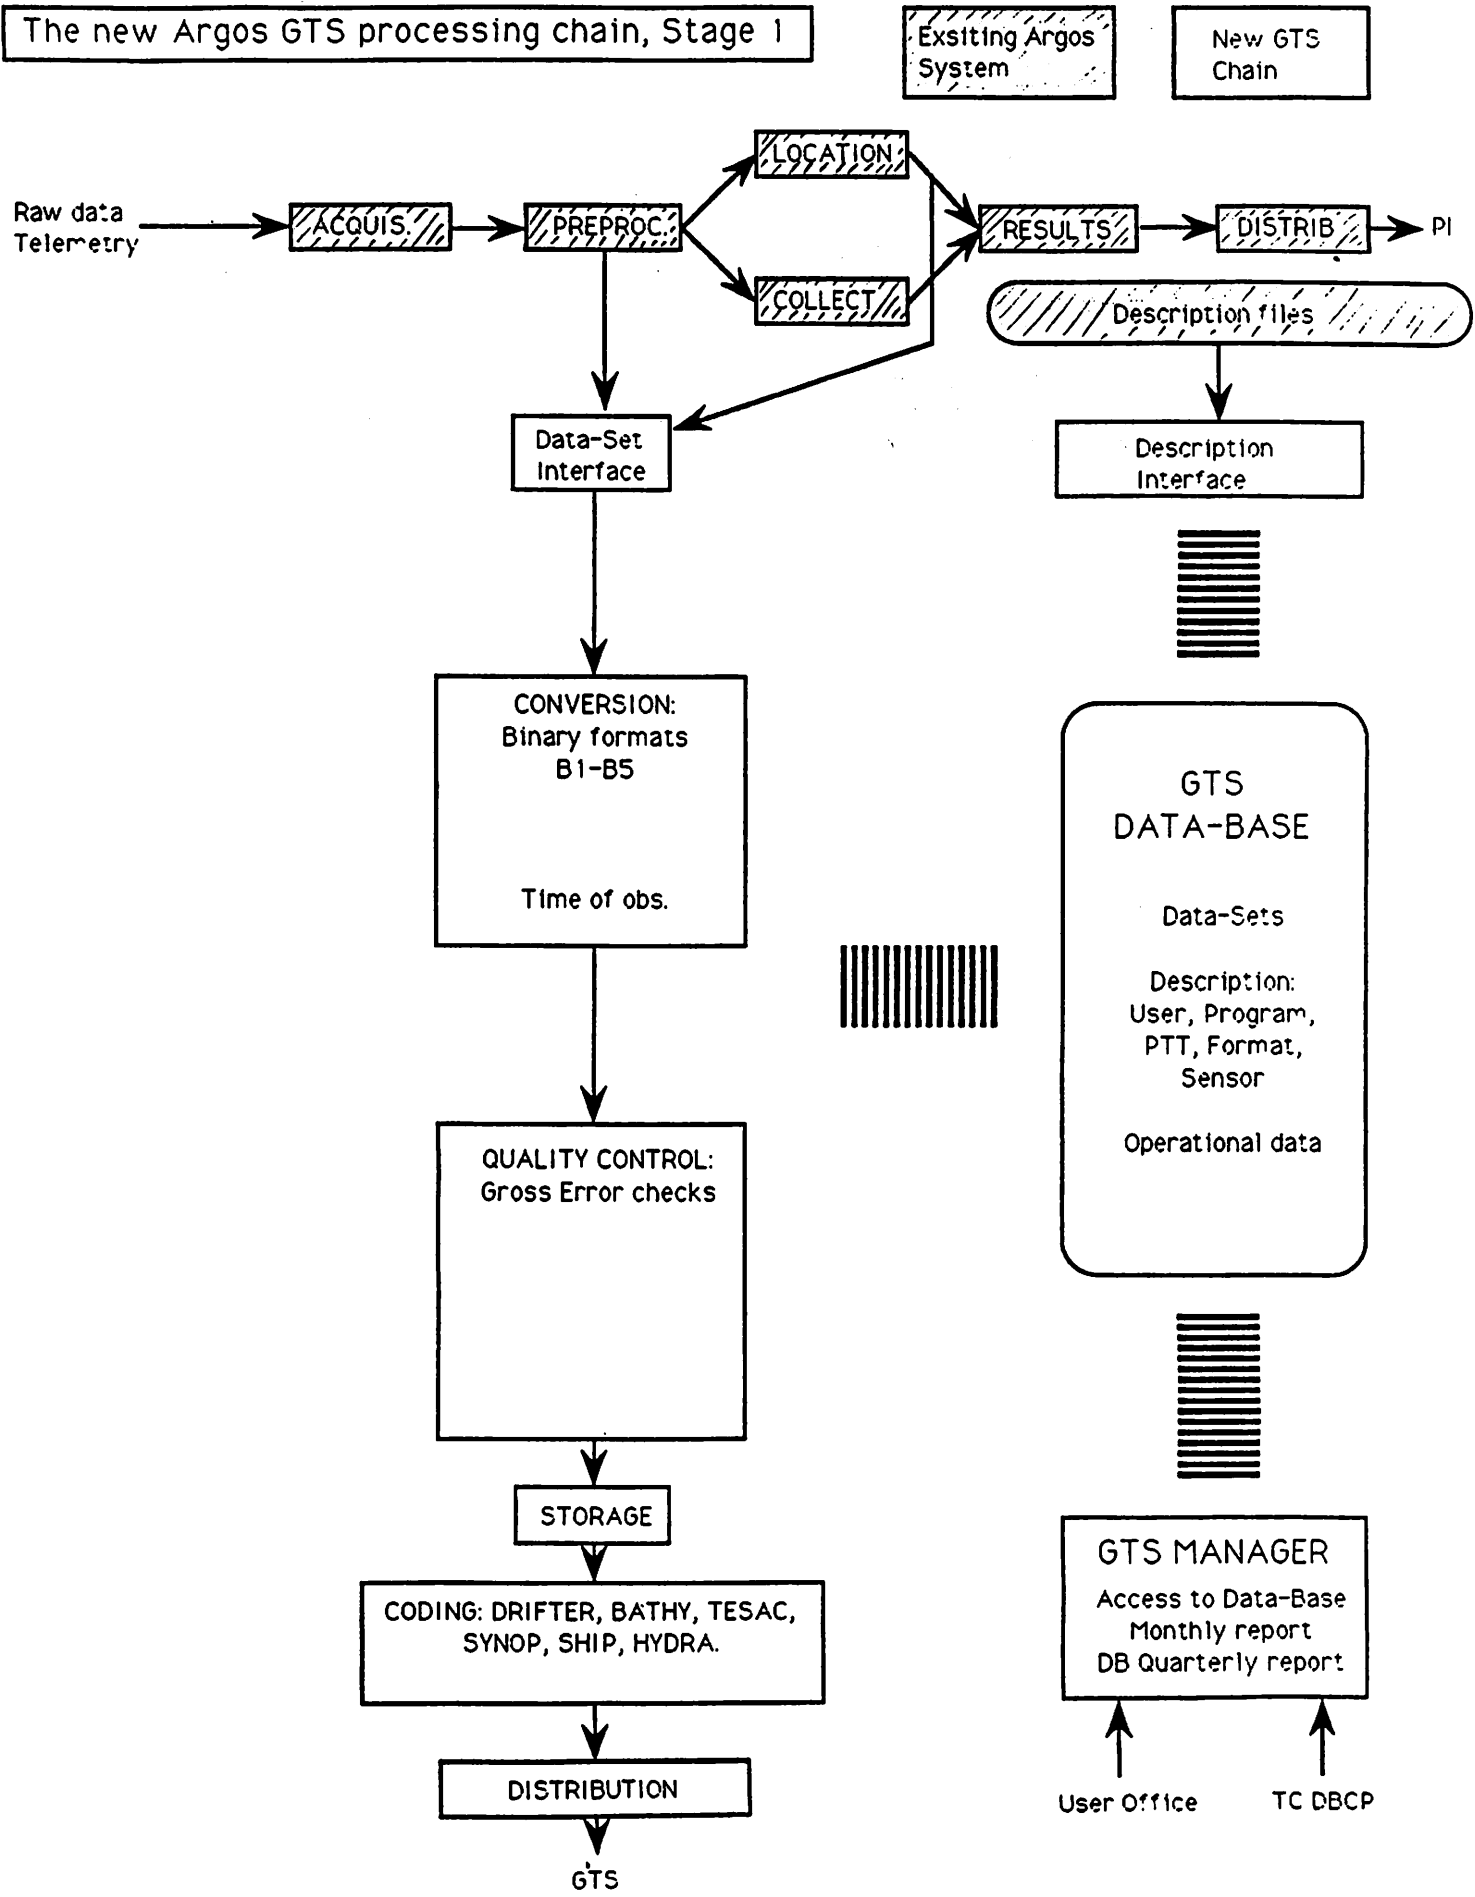 The new Argos GTS processing chain, Stage 1
Exsiting Argos
System
New GTS
Chain
LOCATION
Raw data
Telemetry
ACQUIS.
PREPROC.
RESULTS
DISTRIB
PI
COLLECT
Description files
Data-Set
Interface
Description
Interface
CONVERSION:
Binary formats
B1-B5
Time of obs.
GTS
DATA-BASE
Data-Sets
Description:
User, Program,
PTT, Format,
Sensor
Operational data
QUALITY CONTROL:
Gross Error checks
STORAGE
CODING: DRIFTER, BATHY, TESAC,
SYNOP, SHIP, HYDRA.
DISTRIBUTION
GTS
GTS MANAGER
Access to Data-Base
Monthly report
DB Quarterly report
User Office
TC DBCP